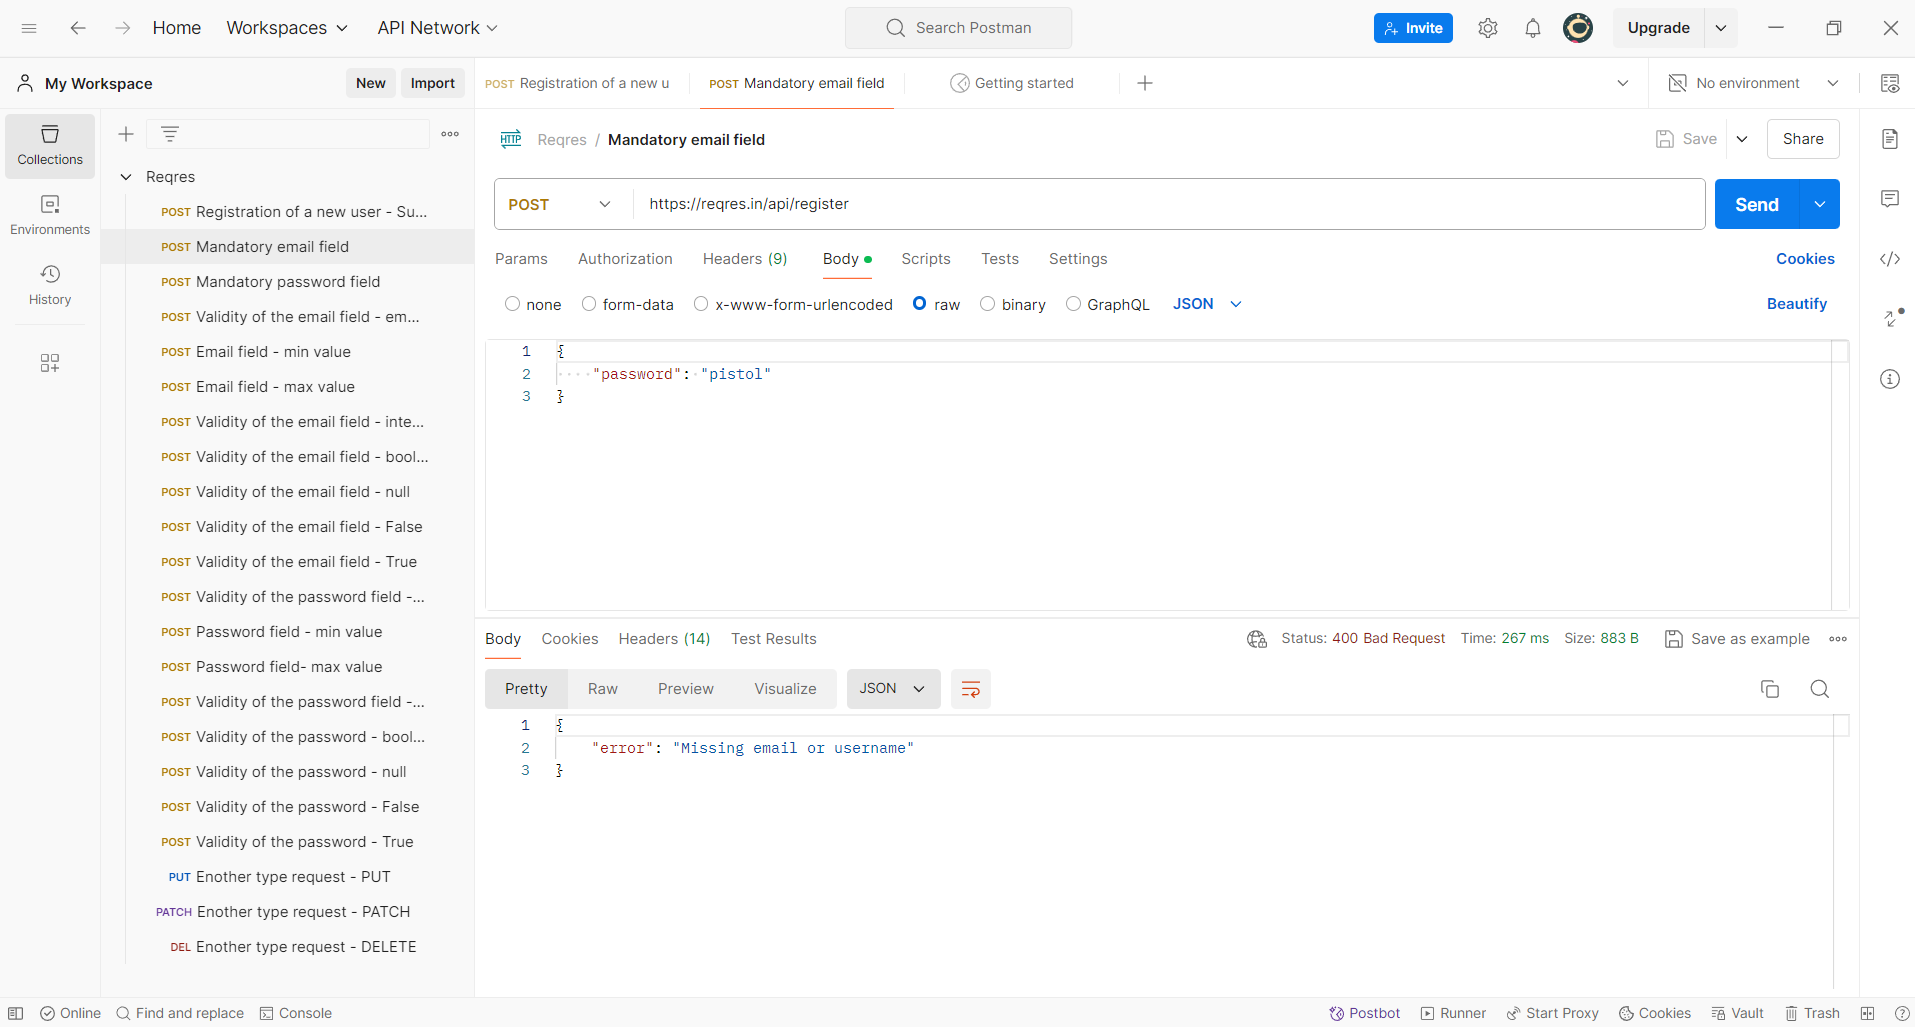 Home
Workspaces
API Network
Search Postman
Invite
Upgrade
My Workspace
New
Import
POST Registration of a new u
POST Mandatory email field
Getting started
No environment
Collections
Environments
History
Reqres
POST Registration of a new user - Su...
POST Mandatory email field
POST Mandatory password field
POST Validity of the email field - em...
POST Email field - min value
POST Email field - max value
POST Validity of the email field - inte...
POST Validity of the email field - bool...
POST Validity of the email field - null
POST Validity of the email field - False
POST Validity of the email field - True
POST Validity of the password field -...
POST Password field - min value
POST Password field- max value
POST Validity of the password field -...
POST Validity of the password - bool...
POST Validity of the password - null
POST Validity of the password - False
POST Validity of the password - True
PUT Enother type request - PUT
PATCH Enother type request - PATCH
DEL Enother type request - DELETE
HTTP Reqres / Mandatory email field
Save
Share
POST
https://reqres.in/api/register
Send
Params Authorization Headers (9) Body Scripts Tests Settings
Cookies
none form-data x-www-form-urlencoded raw binary GraphQL JSON
Beautify
1 {
2 "password": "pistol"
3 }
Body Cookies Headers (14) Test Results
Status: 400 Bad Request Time: 267 ms Size: 883 B
Save as example
Pretty Raw Preview Visualize JSON
1 {
2 "error": "Missing email or username"
3 }
Online Find and replace Console
Postbot Runner Start Proxy Cookies Vault Trash